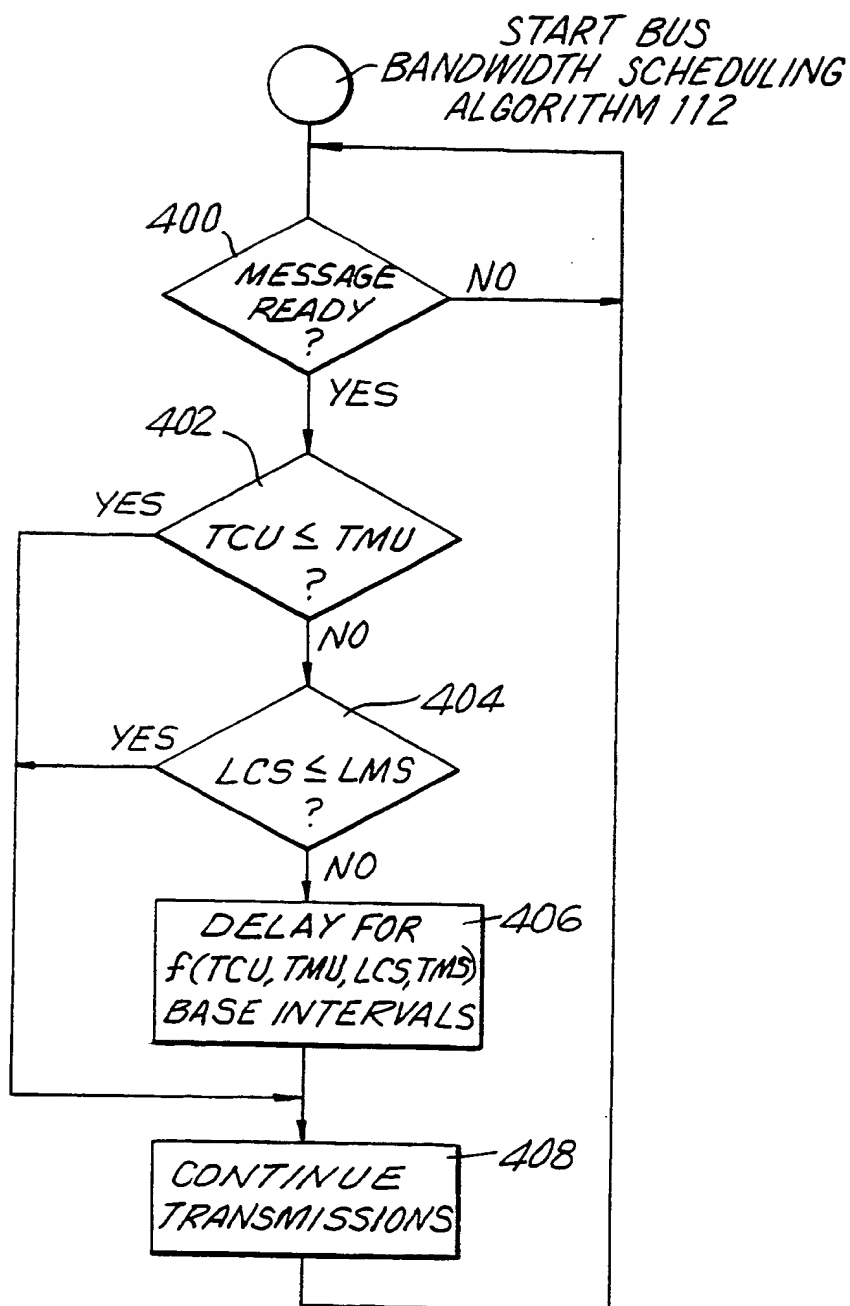 START BUS
BANDWIDTH SCHEDULING
ALGORITHM 112
400
MESSAGE
READY
?
NO
YES
402
YES
TCU ≤ TMU
?
NO
404
YES
LCS ≤ LMS
?
NO
DELAY FOR
f(TCU, TMU, LCS, TMS)
BASE INTERVALS
406
CONTINUE
TRANSMISSIONS
408